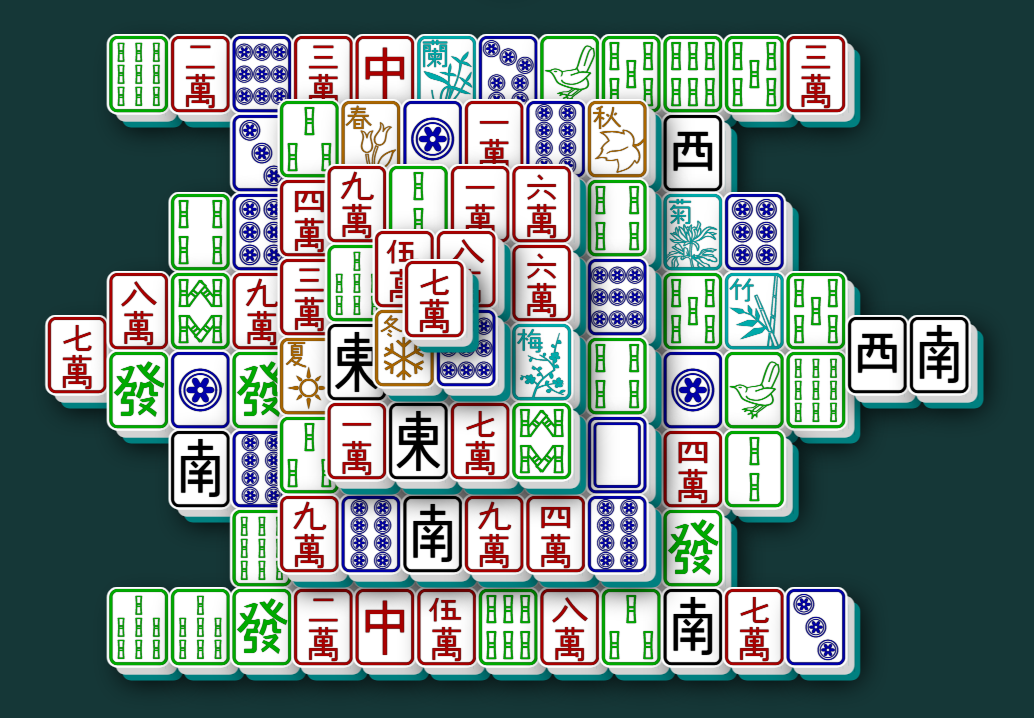 二萬 三萬 中 蘭 三萬
春 一萬 秋 西
四萬 九萬 一萬 六萬 菊
八萬 九萬 三萬 伍萬 八 六萬 竹
七萬 七萬 西 南
發 發 夏 東 冬 梅
南 一萬 東 七萬 四萬
九萬 南 九萬 四萬 發
發 二萬 中 伍萬 八萬 南 七萬